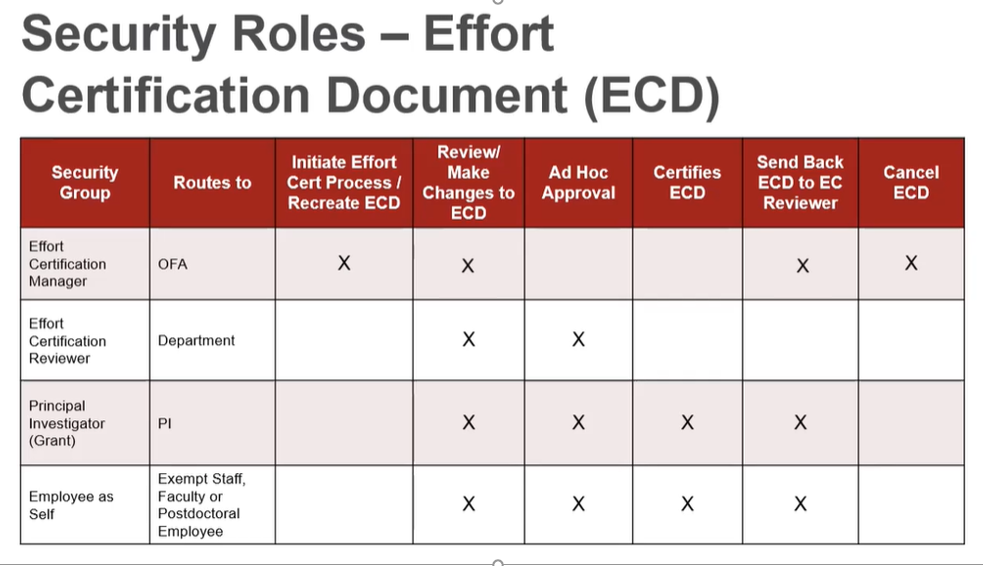 Security Roles – Effort
Certification Document (ECD)
Security
Group
Routes to
Initiate Effort
Cert Process /
Recreate ECD
Review/
Make
Changes to
ECD
Ad Hoc
Approval
Certifies
ECD
Send Back
ECD to EC
Reviewer
Cancel
ECD
Effort
Certification
Manager
OFA
X
X
X
X
Effort
Certification
Reviewer
Department
X
X
Principal
Investigator
(Grant)
PI
X
X
X
X
Employee as
Self
Exempt Staff,
Faculty or
Postdoctoral
Employee
X
X
X
X